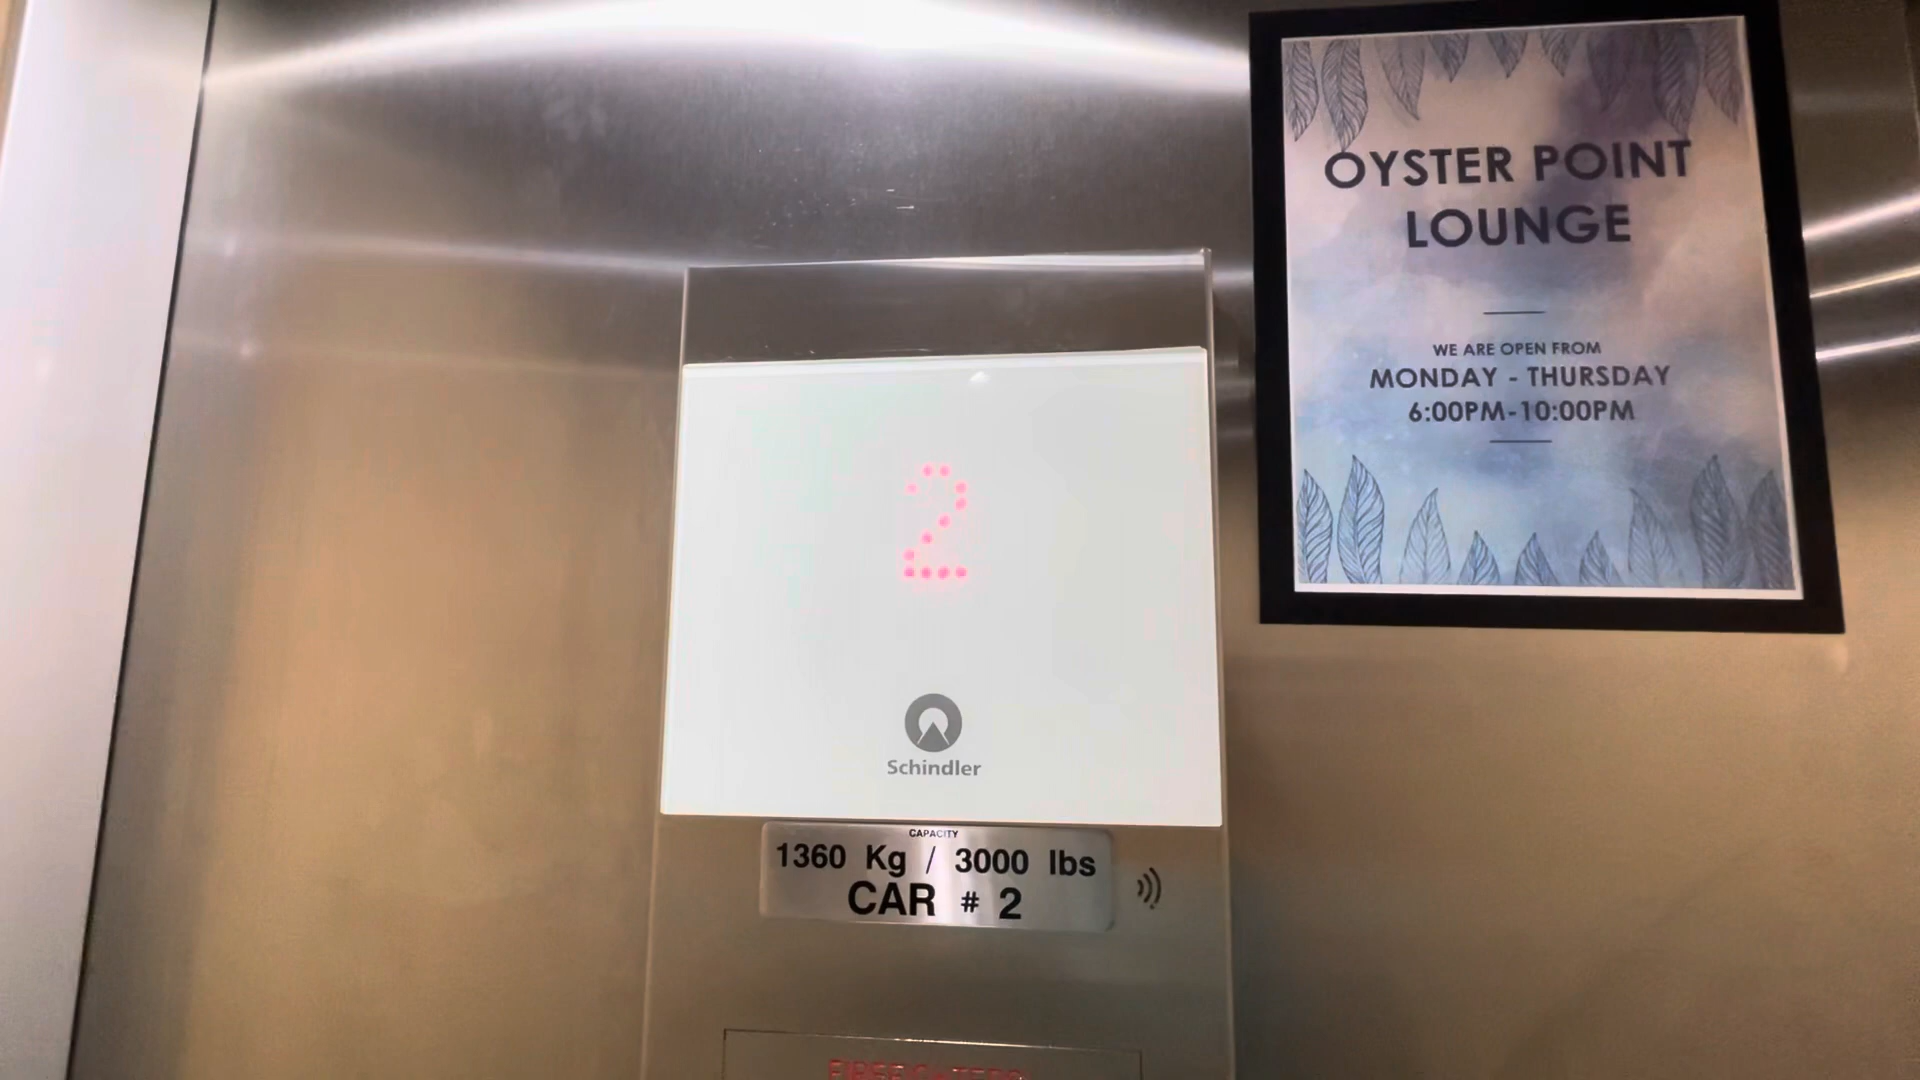 OYSTER POINT
LOUNGE
WE ARE OPEN FROM
MONDAY - THURSDAY
6:00PM-10:00PM
2
Schindler
CAPACITY
1360 Kg / 3000 lbs
CAR # 2